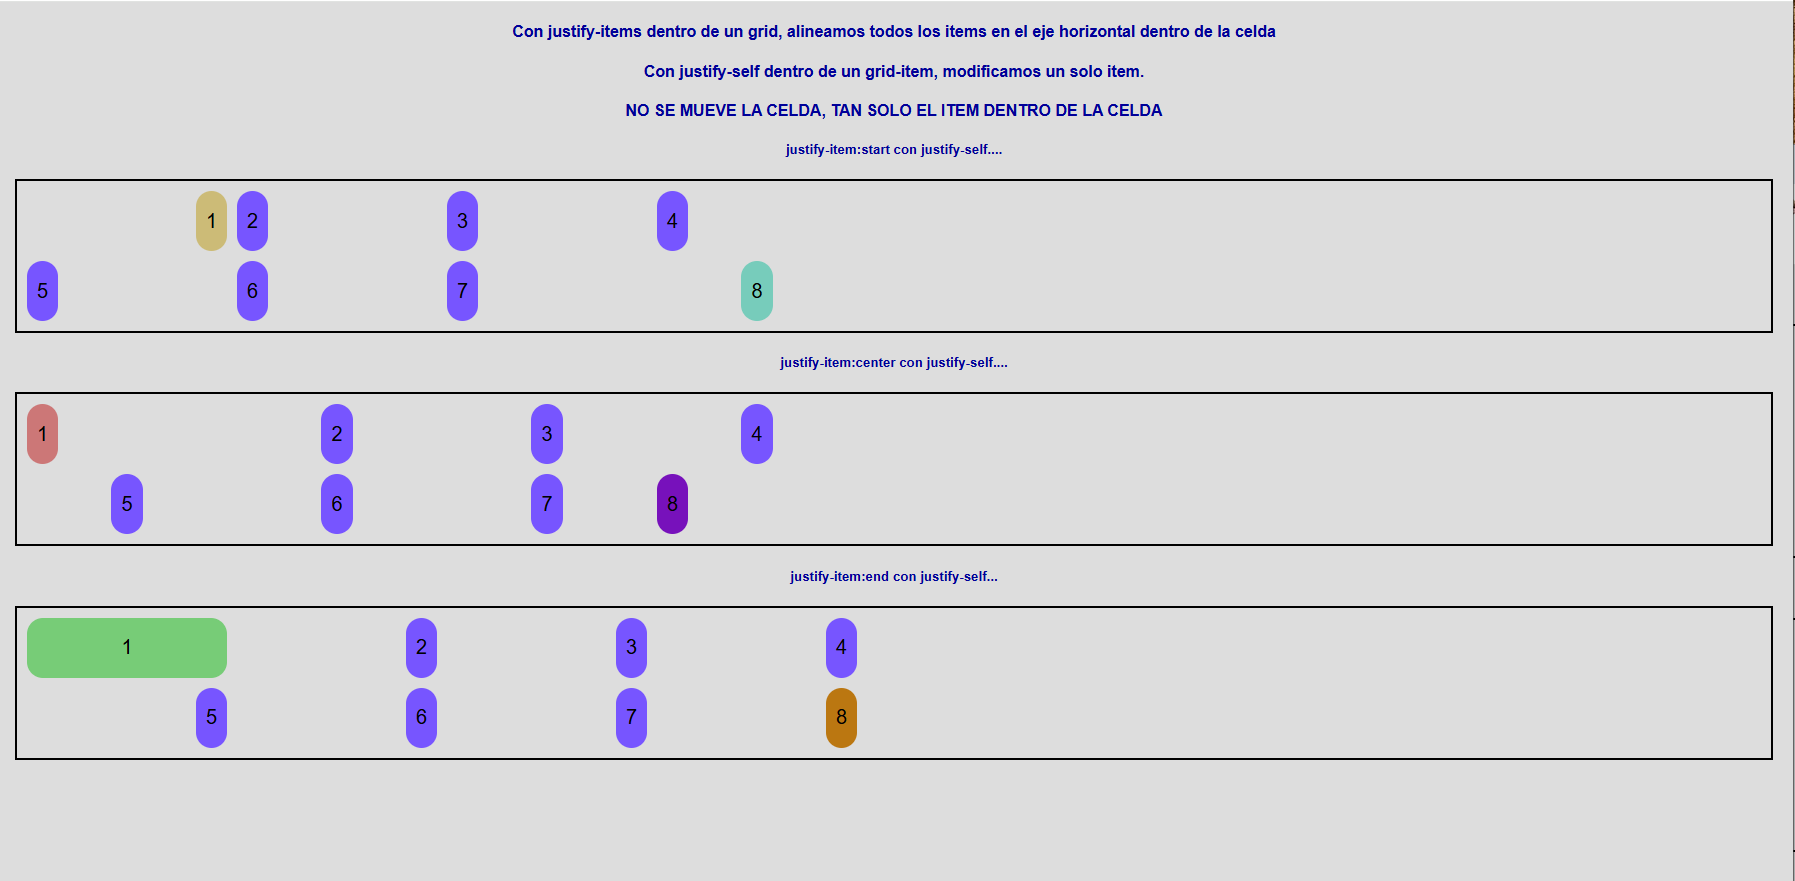 Con justify-items dentro de un grid, alineamos todos los items en el eje horizontal dentro de la celda
Con justify-self dentro de un grid-item, modificamos un solo item.
NO SE MUEVE LA CELDA, TAN SOLO EL ITEM DENTRO DE LA CELDA
justify-item:start con justify-self....
1 2 3 4
5 6 7 8
justify-item:center con justify-self....
1 2 3 4
5 6 7 8
justify-item:end con justify-self...
1 2 3 4
5 6 7 8